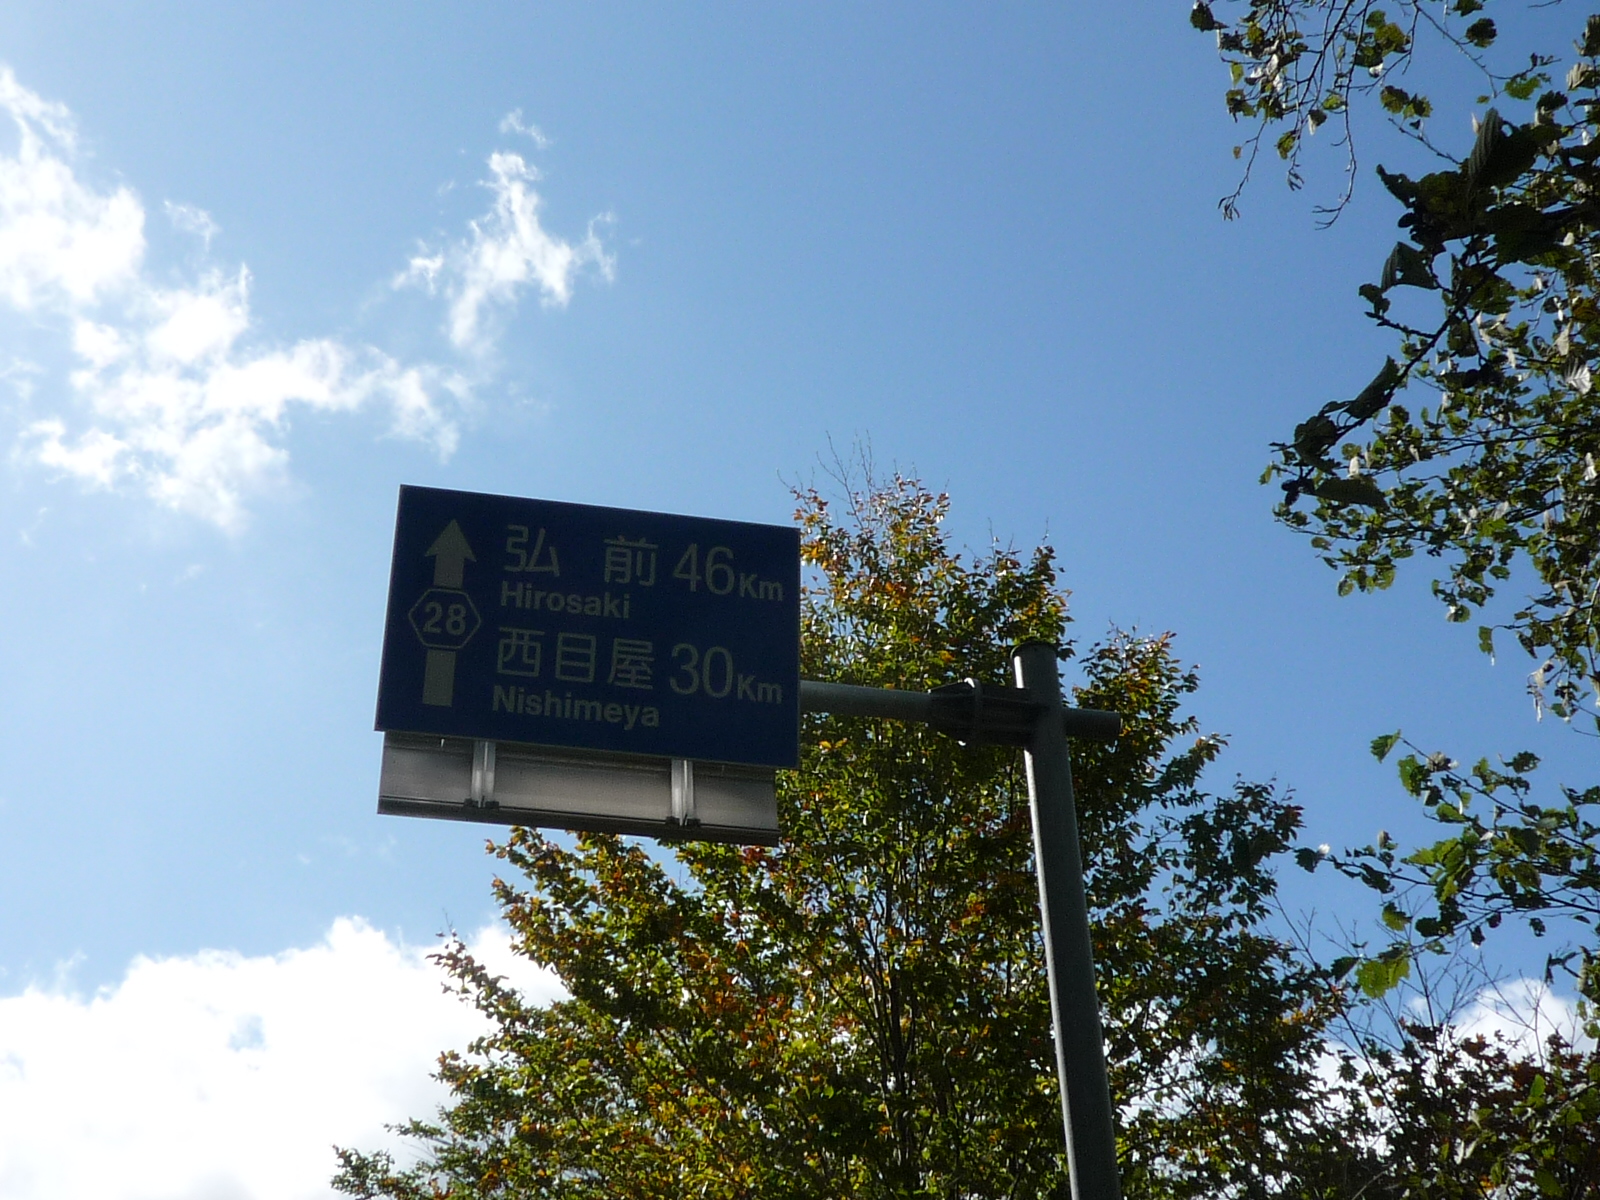 弘 前 46Km
Hirosaki
28
西目屋 30Km
Nishimeya